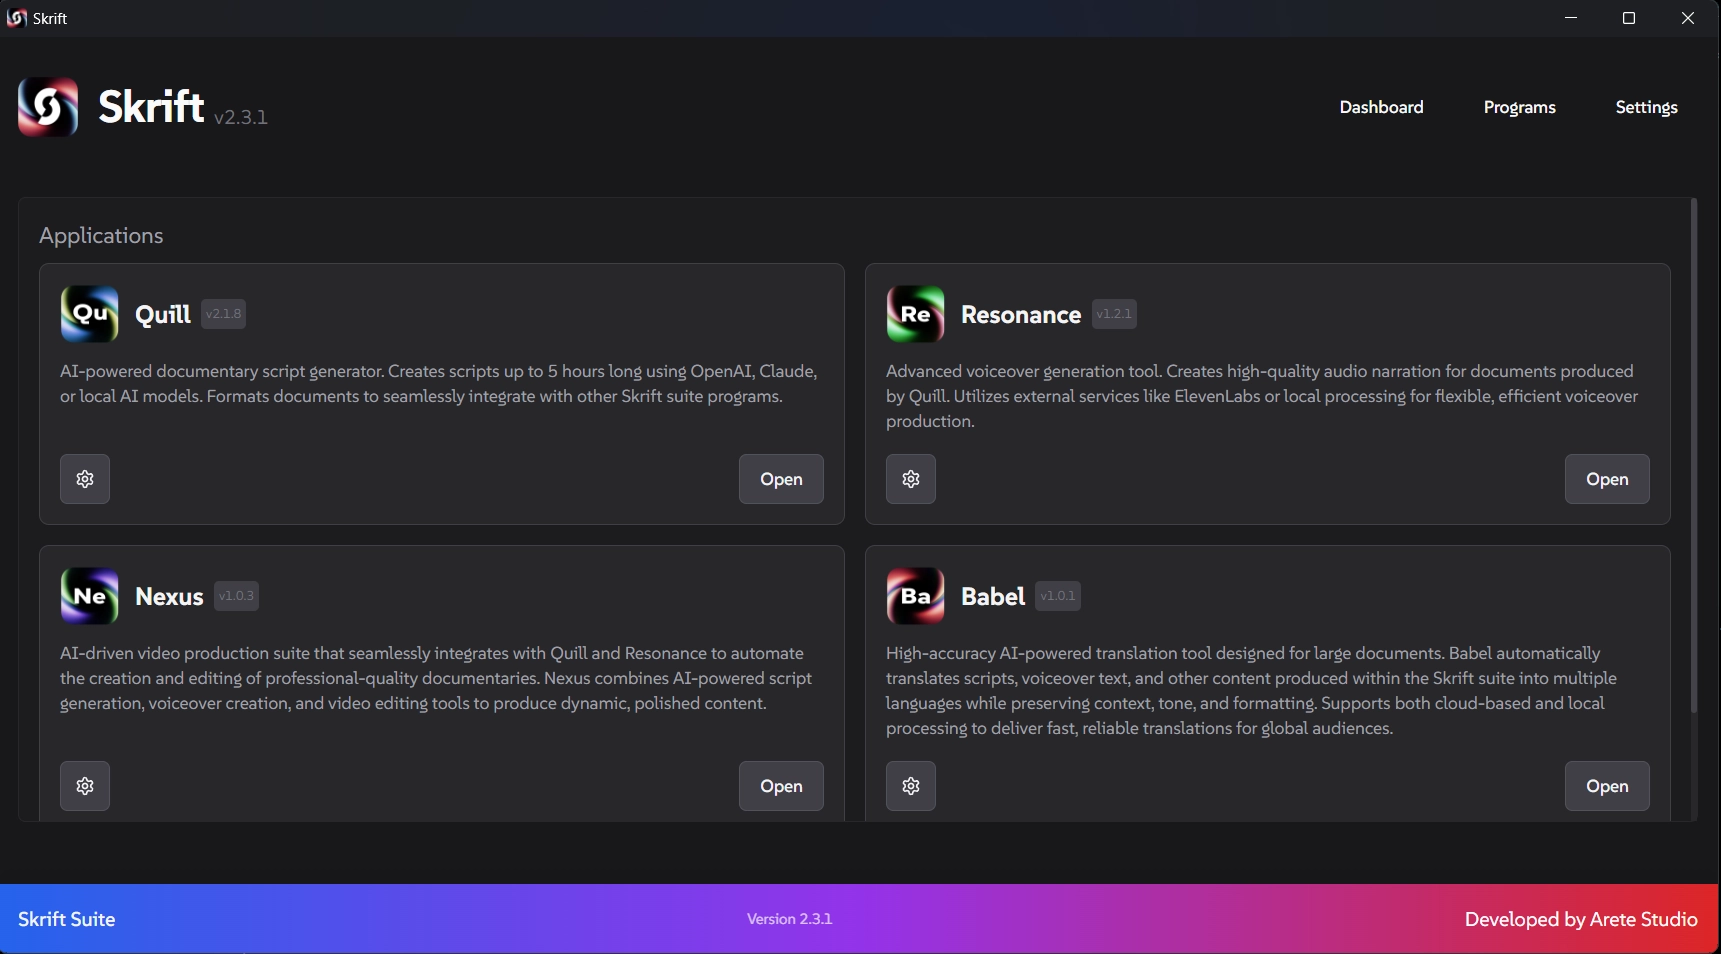 Skrift
Skrift v2.3.1
Dashboard
Programs
Settings
Applications
Qu
Quill v2.1.8
AI-powered documentary script generator. Creates scripts up to 5 hours long using OpenAI, Claude,
or local AI models. Formats documents to seamlessly integrate with other Skrift suite programs.
Open
Re
Resonance v1.2.1
Advanced voiceover generation tool. Creates high-quality audio narration for documents produced
by Quill. Utilizes external services like ElevenLabs or local processing for flexible, efficient voiceover
production.
Open
Ne
Nexus v1.0.3
AI-driven video production suite that seamlessly integrates with Quill and Resonance to automate
the creation and editing of professional-quality documentaries. Nexus combines AI-powered script
generation, voiceover creation, and video editing tools to produce dynamic, polished content.
Open
Ba
Babel v1.0.1
High-accuracy AI-powered translation tool designed for large documents. Babel automatically
translates scripts, voiceover text, and other content produced within the Skrift suite into multiple
languages while preserving context, tone, and formatting. Supports both cloud-based and local
processing to deliver fast, reliable translations for global audiences.
Open
Skrift Suite
Version 2.3.1
Developed by Arete Studio